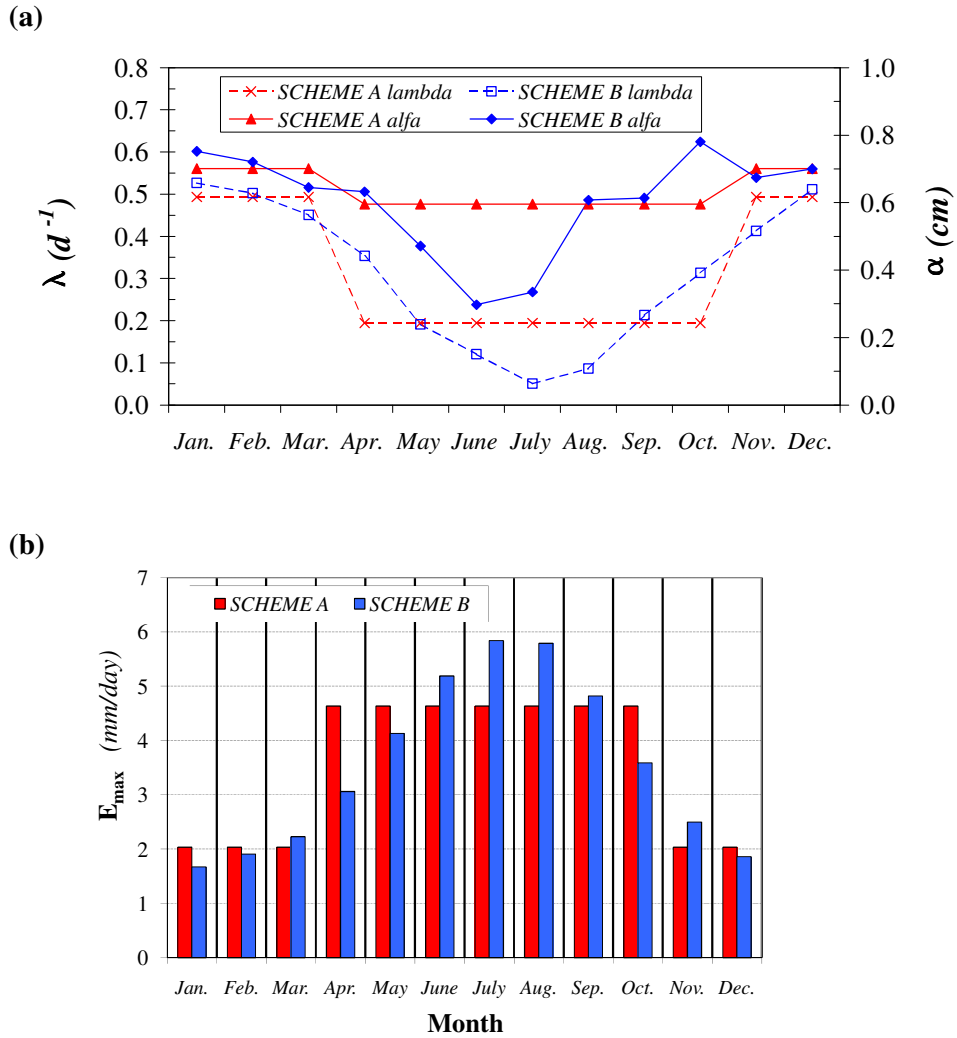 (a)
SCHEME A lambda SCHEME B lambda
SCHEME A alfa SCHEME B alfa
0.8
0.7
0.6
0.5
0.4
0.3
0.2
0.1
0.0
λ (d⁻¹)
1.0
0.8
0.6
0.4
0.2
0.0
α (cm)
Jan. Feb. Mar. Apr. May June July Aug. Sep. Oct. Nov. Dec.
(b)
SCHEME A SCHEME B
7
6
5
4
3
2
1
0
E_max (mm/day)
Jan. Feb. Mar. Apr. May June July Aug. Sep. Oct. Nov. Dec.
Month